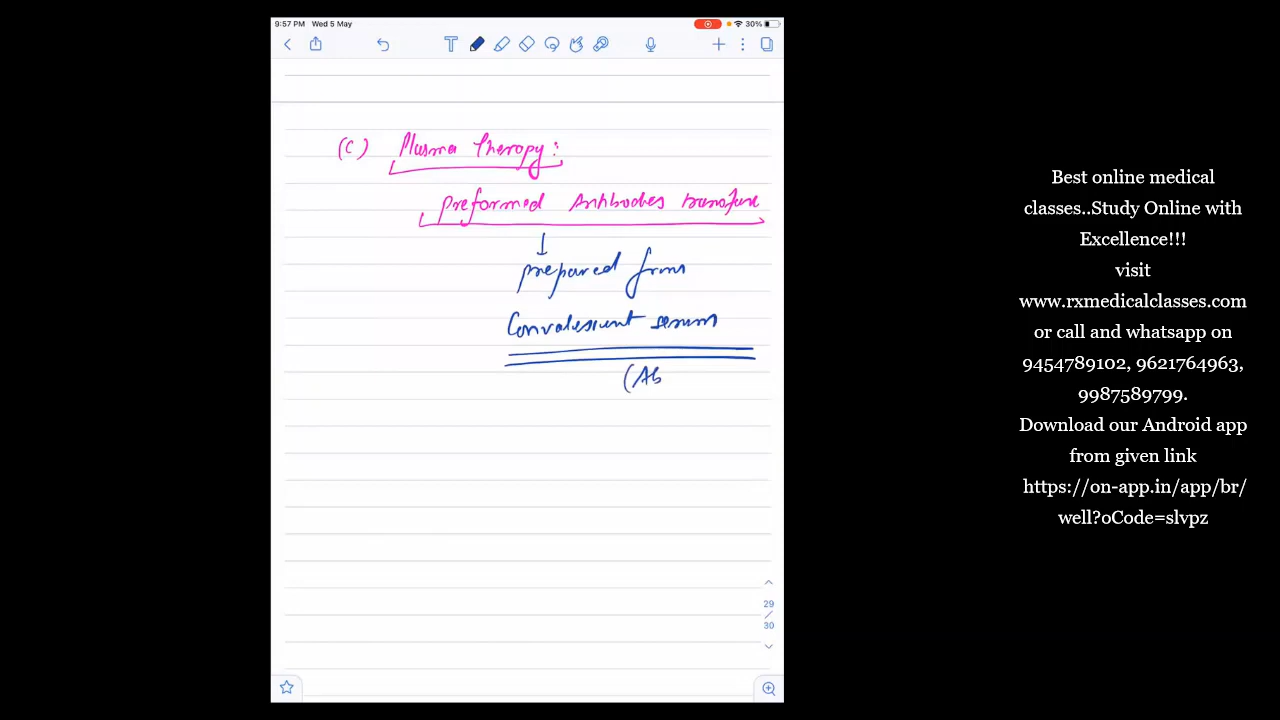 9:57 PM Wed 5 May
30%
(C) Plasma Therapy:
preformed Antibodies transfuse
prepared from
Convalescent serum
(Ab
29
30
Best online medical
classes..Study Online with
Excellence!!!
visit
www.rxmedicalclasses.com
or call and whatsapp on
9454789102, 9621764963,
9987589799.
Download our Android app
from given link
https://on-app.in/app/br/
well?oCode=slvpz